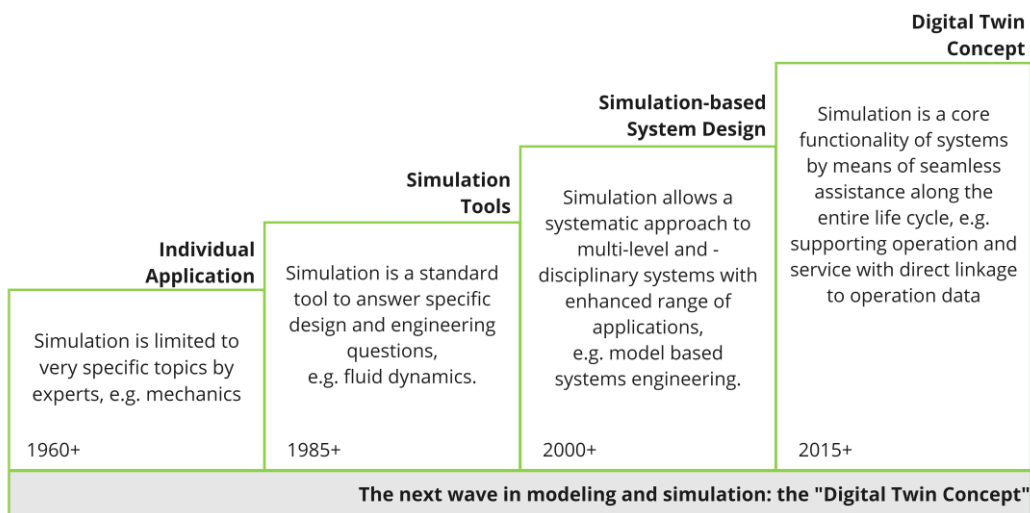 Individual
Application
Simulation is limited to
very specific topics by
experts, e.g. mechanics
1960+
Simulation
Tools
Simulation is a standard
tool to answer specific
design and engineering
questions,
e.g. fluid dynamics.
1985+
Simulation-based
System Design
Simulation allows a
systematic approach to
multi-level and -
disciplinary systems with
enhanced range of
applications,
e.g. model based
systems engineering.
2000+
Digital Twin
Concept
Simulation is a core
functionality of systems
by means of seamless
assistance along the
entire life cycle, e.g.
supporting operation and
service with direct linkage
to operation data
2015+
The next wave in modeling and simulation: the "Digital Twin Concept"